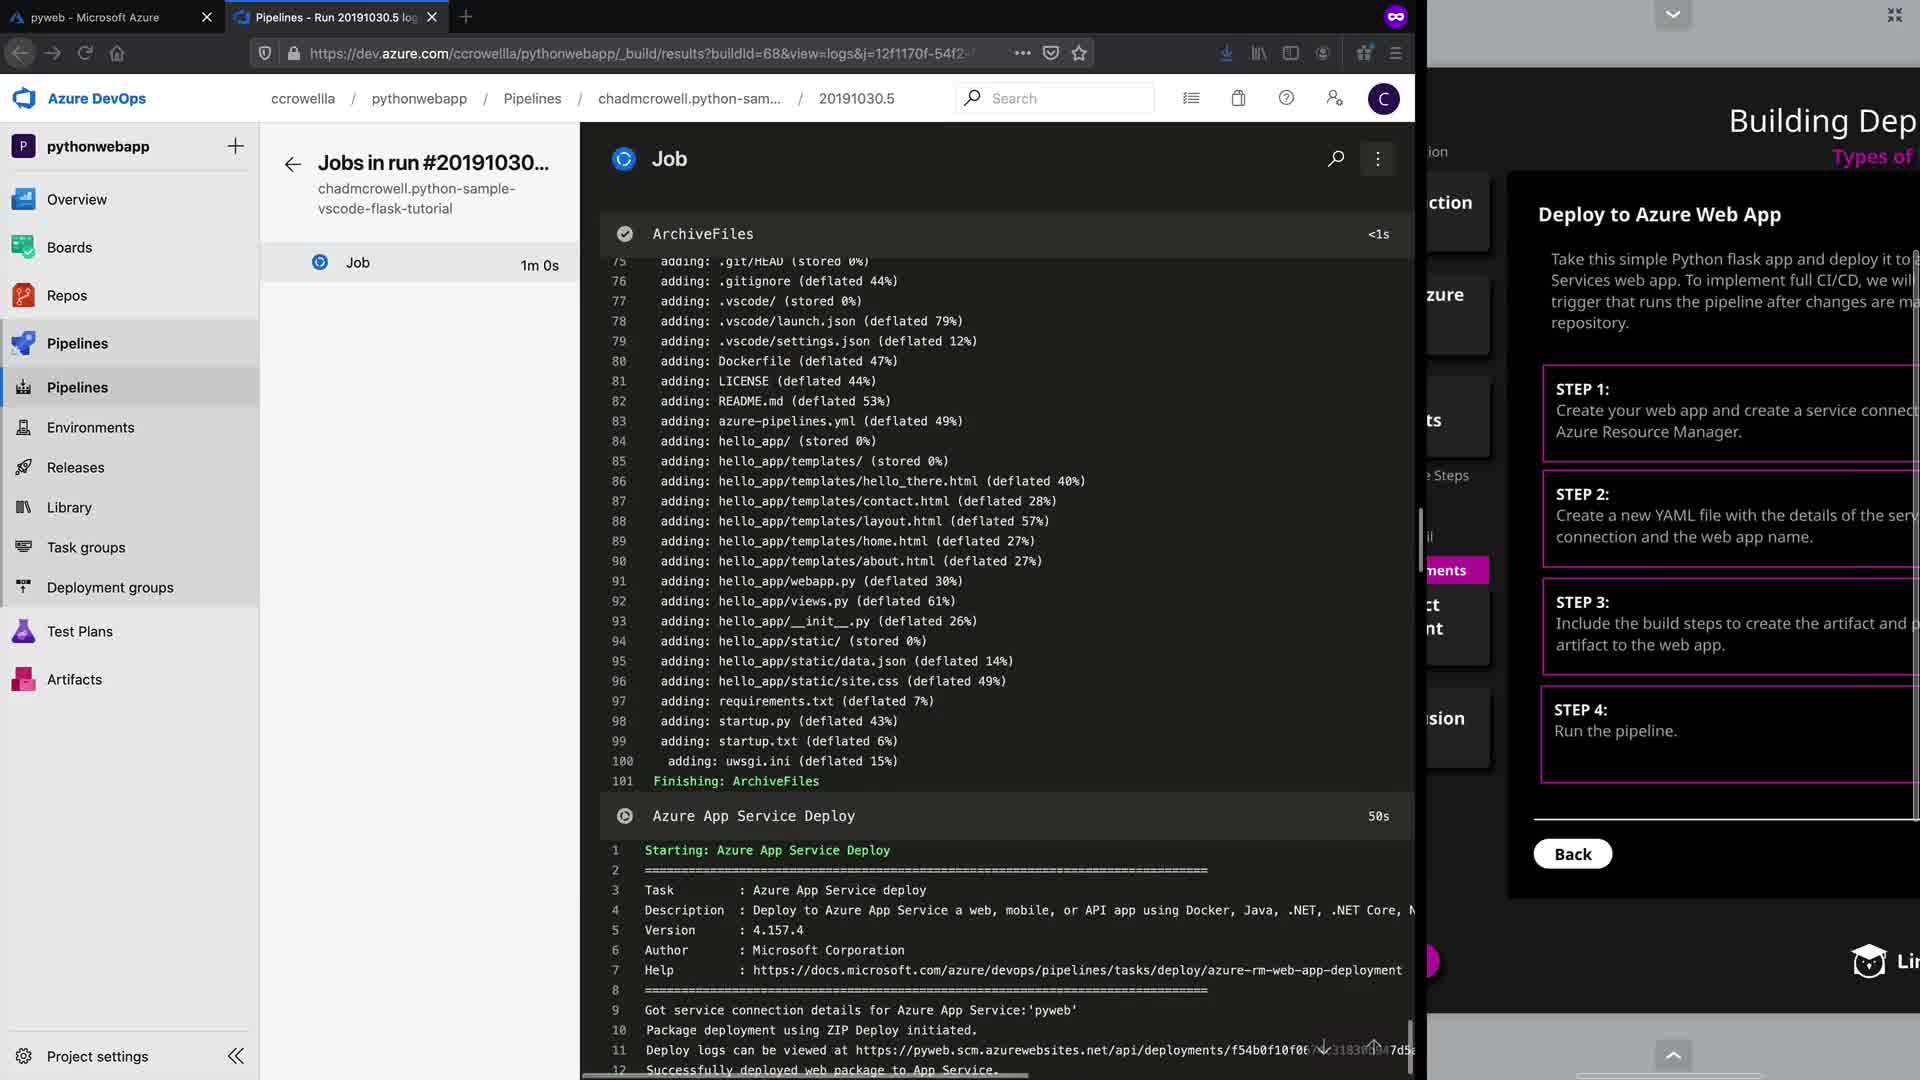 pyweb - Microsoft Azure
Pipelines - Run 20191030.5 log
https://dev.azure.com/ccrowellla/pythonwebapp/_build/results?buildId=68&view=logs&j=12f1170f-54f2-
Azure DevOps
ccrowellla / pythonwebapp / Pipelines / chadmcrowell.python-sam... / 20191030.5
Search
C
P
pythonwebapp
Overview
Boards
Repos
Pipelines
Pipelines
Environments
Releases
Library
Task groups
Deployment groups
Test Plans
Artifacts
Project settings
Jobs in run #20191030...
chadmcrowell.python-sample-
vscode-flask-tutorial
Job 1m 0s
Job
ArchiveFiles <1s
75 adding: .git/HEAD (stored 0%)
76 adding: .gitignore (deflated 44%)
77 adding: .vscode/ (stored 0%)
78 adding: .vscode/launch.json (deflated 79%)
79 adding: .vscode/settings.json (deflated 12%)
80 adding: Dockerfile (deflated 47%)
81 adding: LICENSE (deflated 44%)
82 adding: README.md (deflated 53%)
83 adding: azure-pipelines.yml (deflated 49%)
84 adding: hello_app/ (stored 0%)
85 adding: hello_app/templates/ (stored 0%)
86 adding: hello_app/templates/hello_there.html (deflated 40%)
87 adding: hello_app/templates/contact.html (deflated 28%)
88 adding: hello_app/templates/layout.html (deflated 57%)
89 adding: hello_app/templates/home.html (deflated 27%)
90 adding: hello_app/templates/about.html (deflated 27%)
91 adding: hello_app/webapp.py (deflated 30%)
92 adding: hello_app/views.py (deflated 61%)
93 adding: hello_app/__init__.py (deflated 26%)
94 adding: hello_app/static/ (stored 0%)
95 adding: hello_app/static/data.json (deflated 14%)
96 adding: hello_app/static/site.css (deflated 49%)
97 adding: requirements.txt (deflated 7%)
98 adding: startup.py (deflated 43%)
99 adding: startup.txt (deflated 6%)
100 adding: uwsgi.ini (deflated 15%)
101 Finishing: ArchiveFiles
Azure App Service Deploy 50s
1 Starting: Azure App Service Deploy
2 ==============================================================================
3 Task : Azure App Service deploy
4 Description : Deploy to Azure App Service a web, mobile, or API app using Docker, Java, .NET, .NET Core, N
5 Version : 4.157.4
6 Author : Microsoft Corporation
7 Help : https://docs.microsoft.com/azure/devops/pipelines/tasks/deploy/azure-rm-web-app-deployment
8 ==============================================================================
9 Got service connection details for Azure App Service:'pyweb'
10 Package deployment using ZIP Deploy initiated.
11 Deploy logs can be viewed at
12 Successfully deployed web package to App Service.
Building Dep
Types of
ion
ction
zure
ts
e Steps
il
ments
ct
nt
sion
Deploy to Azure Web App
Take this simple Python flask app and deploy it to
Services web app. To implement full CI/CD, we will
trigger that runs the pipeline after changes are ma
repository.
STEP 1:
Create your web app and create a service connect
Azure Resource Manager.
STEP 2:
Create a new YAML file with the details of the serv
connection and the web app name.
STEP 3:
Include the build steps to create the artifact and p
artifact to the web app.
STEP 4:
Run the pipeline.
Back
Lin